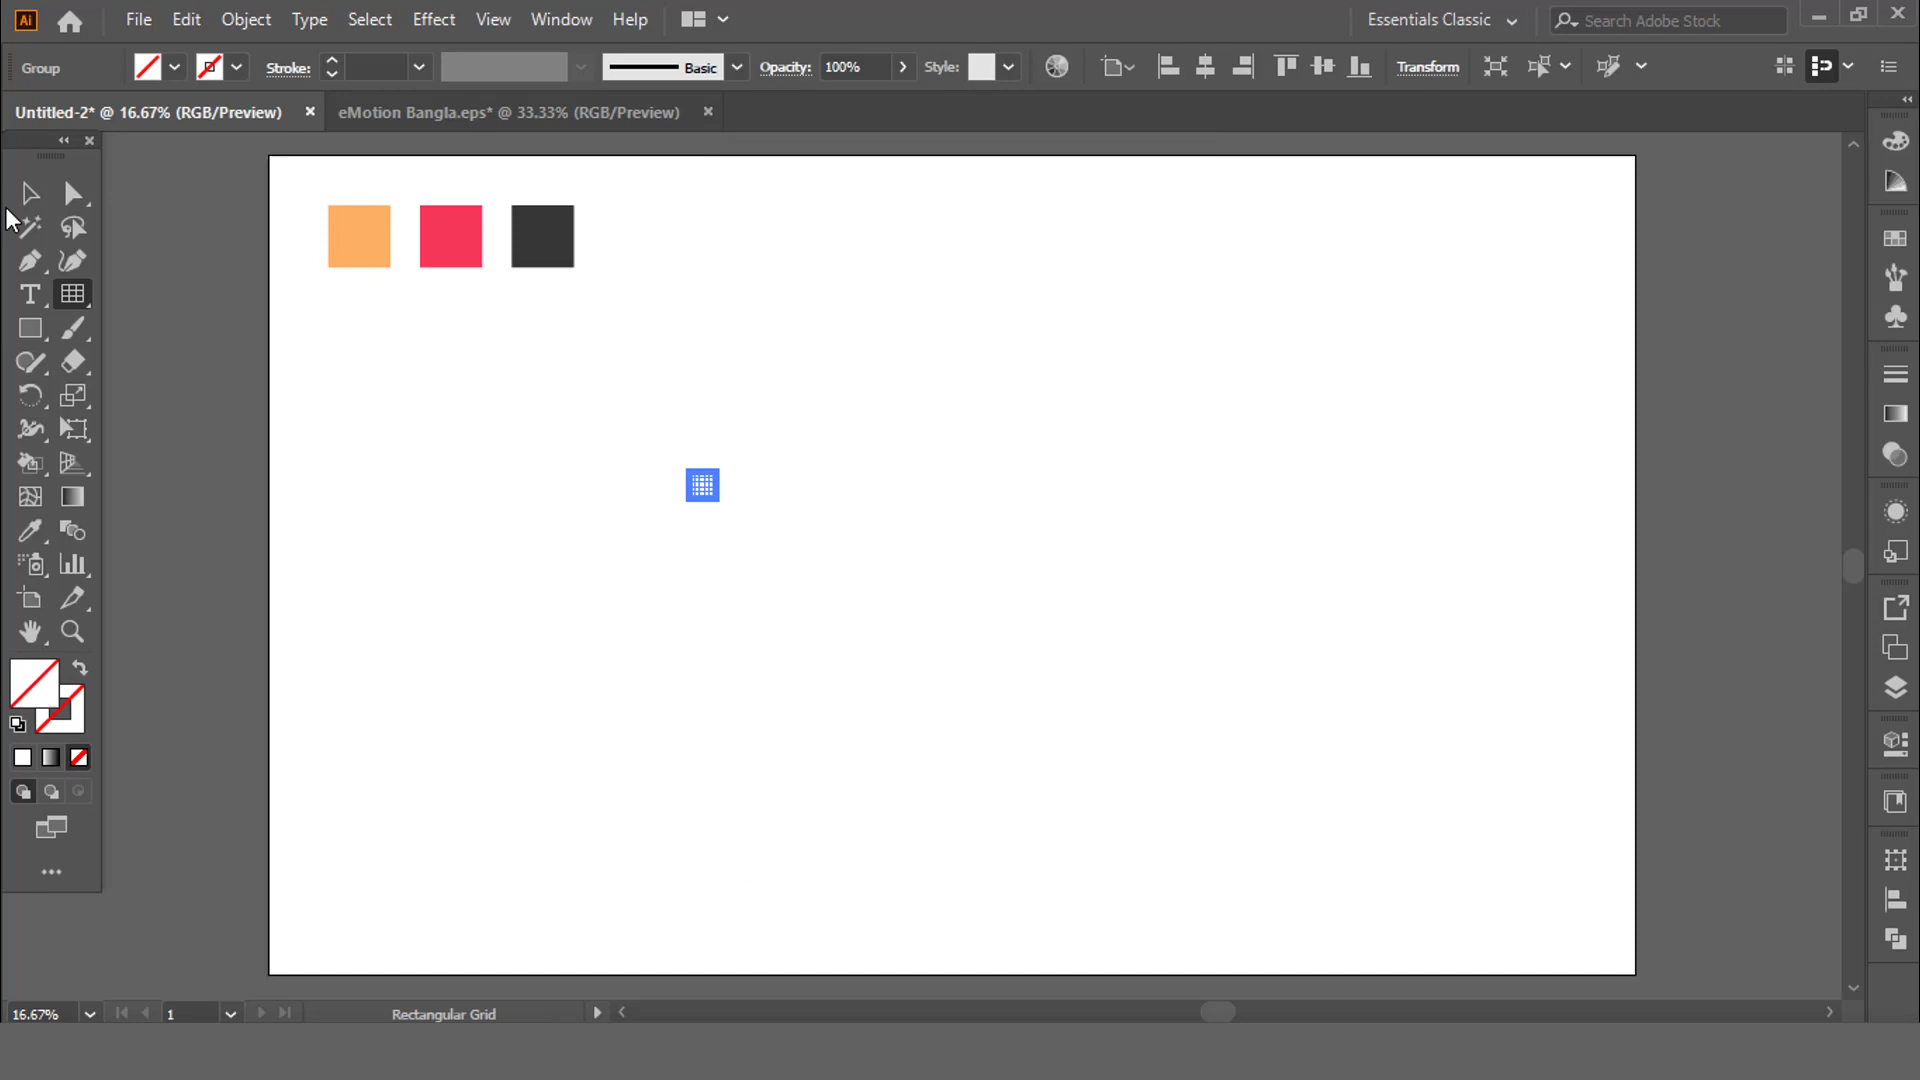 Ai File Edit Object Type Select Effect View Window Help Essentials Classic Search Adobe Stock
Group Stroke: Basic Opacity: 100% Style: Transform
Untitled-2* @ 16.67% (RGB/Preview) eMotion Bangla.eps* @ 33.33% (RGB/Preview)
16.67% 1 Rectangular Grid